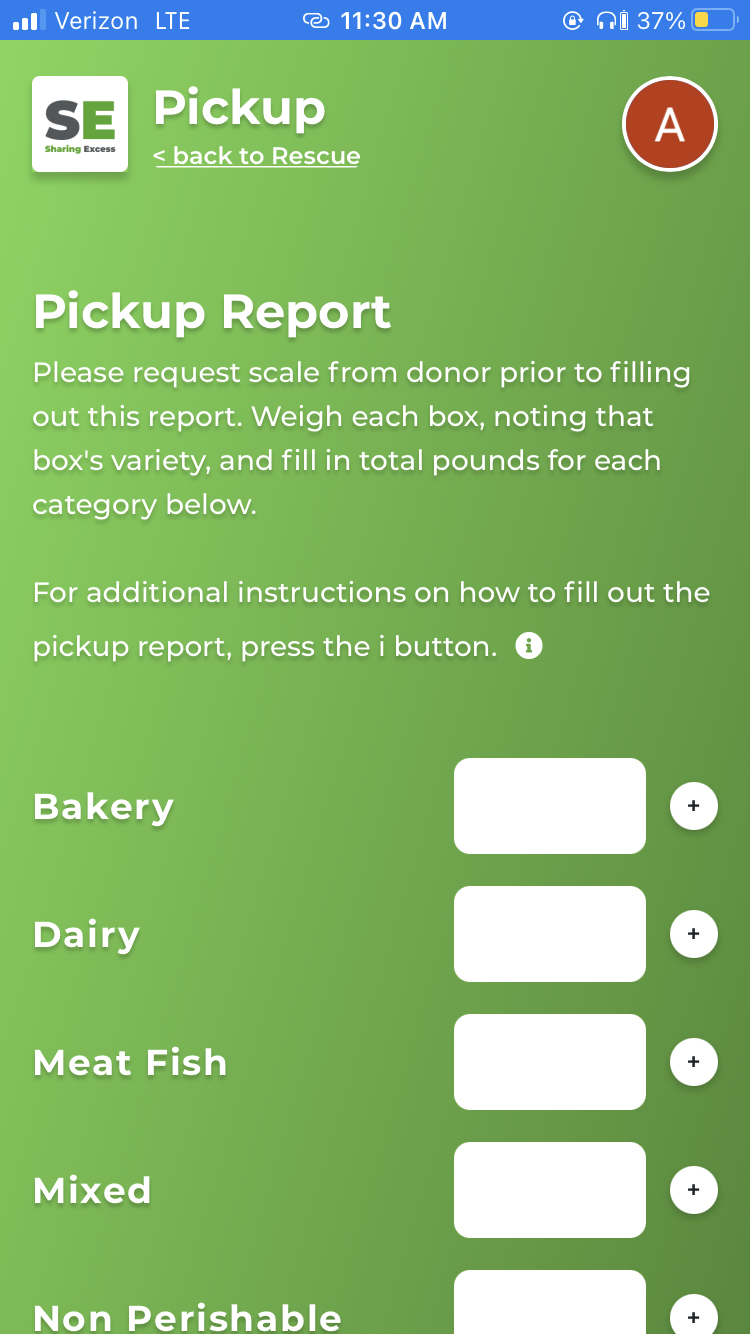 Verizon LTE 11:30 AM 37%
SE
Sharing Excess
Pickup
< back to Rescue
A
Pickup Report
Please request scale from donor prior to filling
out this report. Weigh each box, noting that
box's variety, and fill in total pounds for each
category below.
For additional instructions on how to fill out the
pickup report, press the i button. i
Bakery +
Dairy +
Meat Fish +
Mixed +
Non Perishable +